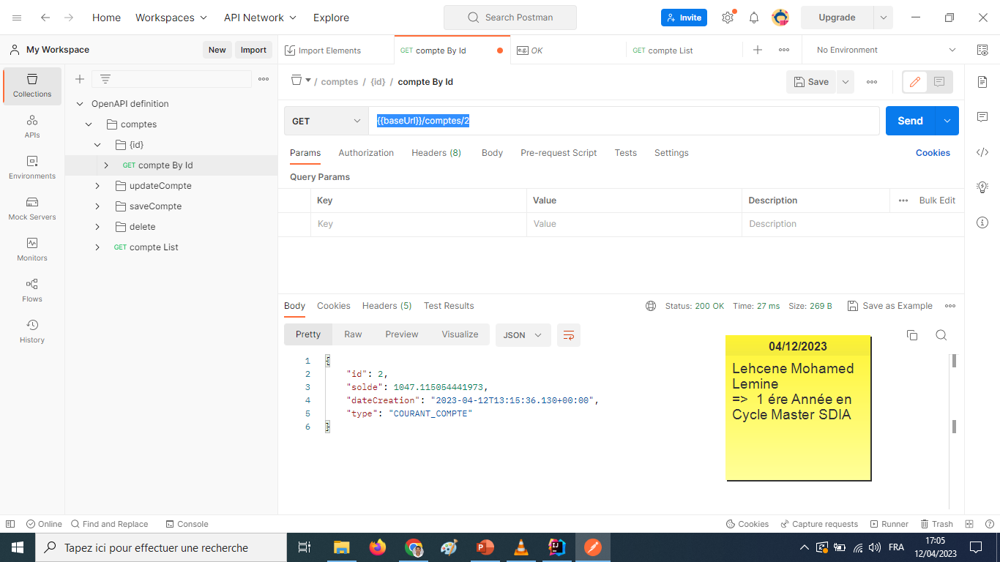 Home Workspaces API Network Explore Search Postman Invite Upgrade
My Workspace New Import Import Elements GET compte By Id e.g. OK GET compte List No Environment
Collections
APIs
Environments
Mock Servers
Monitors
Flows
History
OpenAPI definition
comptes
{id}
GET compte By Id
updateCompte
saveCompte
delete
GET compte List
/ comptes / {id} / compte By Id Save
GET {{baseUrl}}/comptes/2 Send
Params Authorization Headers (8) Body Pre-request Script Tests Settings Cookies
Query Params
Key Value Description Bulk Edit
Key Value Description
Body Cookies Headers (5) Test Results Status: 200 OK Time: 27 ms Size: 269 B Save as Example
Pretty Raw Preview Visualize JSON
1 {
2 "id": 2,
3 "solde": 1047.115054441973,
4 "dateCreation": "2023-04-12T13:15:36.130+00:00",
5 "type": "COURANT_COMPTE"
6 }
04/12/2023
Lehcene Mohamed
Lemine
=> 1 ére Année en
Cycle Master SDIA
Online Find and Replace Console Cookies Capture requests Runner Trash
Tapez ici pour effectuer une recherche FRA 17:05
12/04/2023